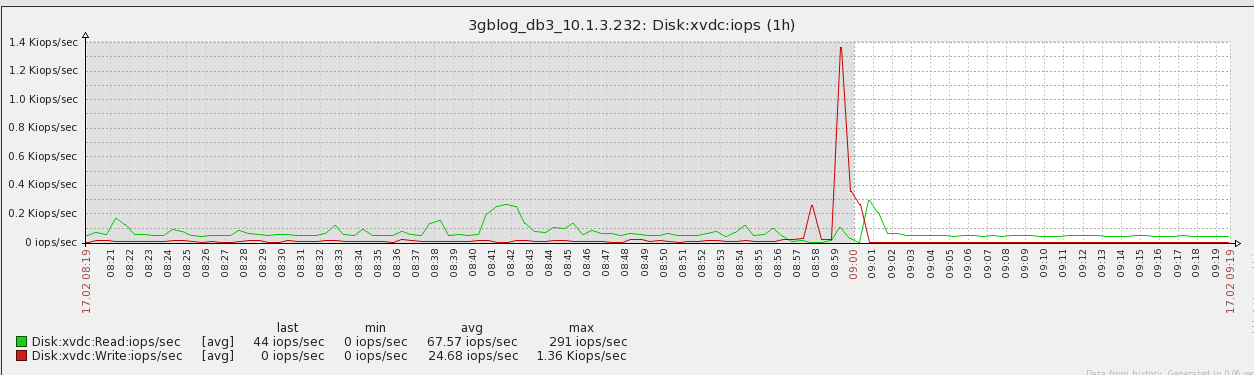 3gblog_db3_10.1.3.232: Disk:xvdc:iops (1h)
1.4 Kiops/sec
1.2 Kiops/sec
1.0 Kiops/sec
0.8 Kiops/sec
0.6 Kiops/sec
0.4 Kiops/sec
0.2 Kiops/sec
0 iops/sec
17.02 08:19 08:21 08:22 08:23 08:24 08:25 08:26 08:27 08:28 08:29 08:30 08:31 08:32 08:33 08:34 08:35 08:36 08:37 08:38 08:39 08:40 08:41 08:42 08:43 08:44 08:45 08:46 08:47 08:48 08:49 08:50 08:51 08:52 08:53 08:54 08:55 08:56 08:57 08:58 08:59 09:00 09:01 09:02 09:03 09:04 09:05 09:06 09:07 09:08 09:09 09:10 09:11 09:12 09:13 09:14 09:15 09:16 09:17 09:18 09:19 17.02 09:19
last min avg max
Disk:xvdc:Read:iops/sec [avg] 44 iops/sec 0 iops/sec 67.57 iops/sec 291 iops/sec
Disk:xvdc:Write:iops/sec [avg] 0 iops/sec 0 iops/sec 24.68 iops/sec 1.36 Kiops/sec
Data from history. Generated in 0.06 sec